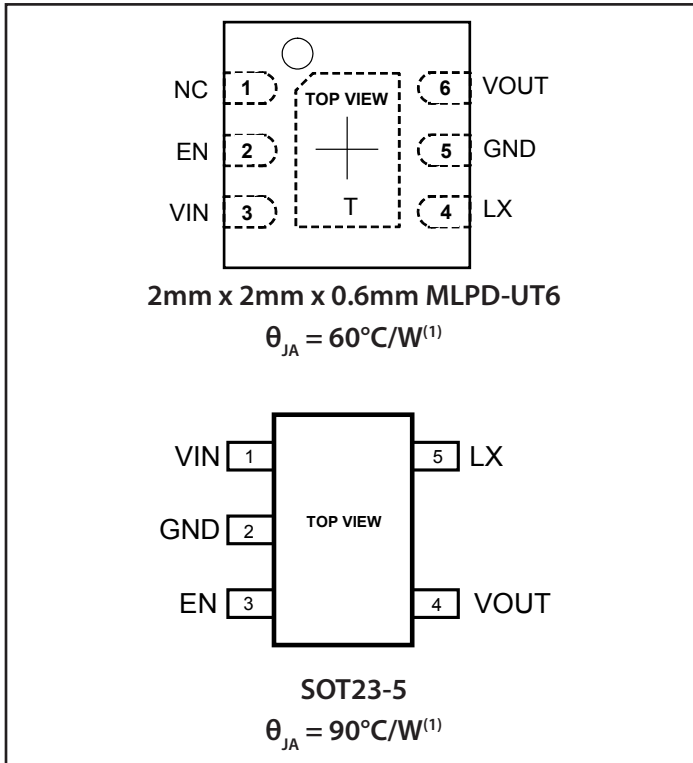 TOP VIEW
NC 1 6 VOUT
EN 2 5 GND
VIN 3 T 4 LX
2mm x 2mm x 0.6mm MLPD-UT6
θJA = 60°C/W(1)
VIN 1 5 LX
GND 2 TOP VIEW
EN 3 4 VOUT
SOT23-5
θJA = 90°C/W(1)